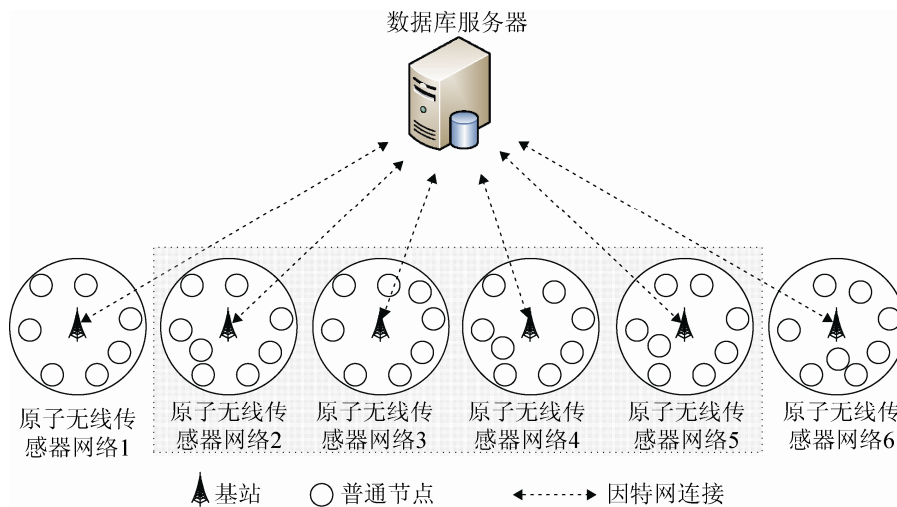 数据库服务器
原子无线传
感器网络1
原子无线传
感器网络2
原子无线传
感器网络3
原子无线传
感器网络4
原子无线传
感器网络5
原子无线传
感器网络6
基站
普通节点
因特网连接